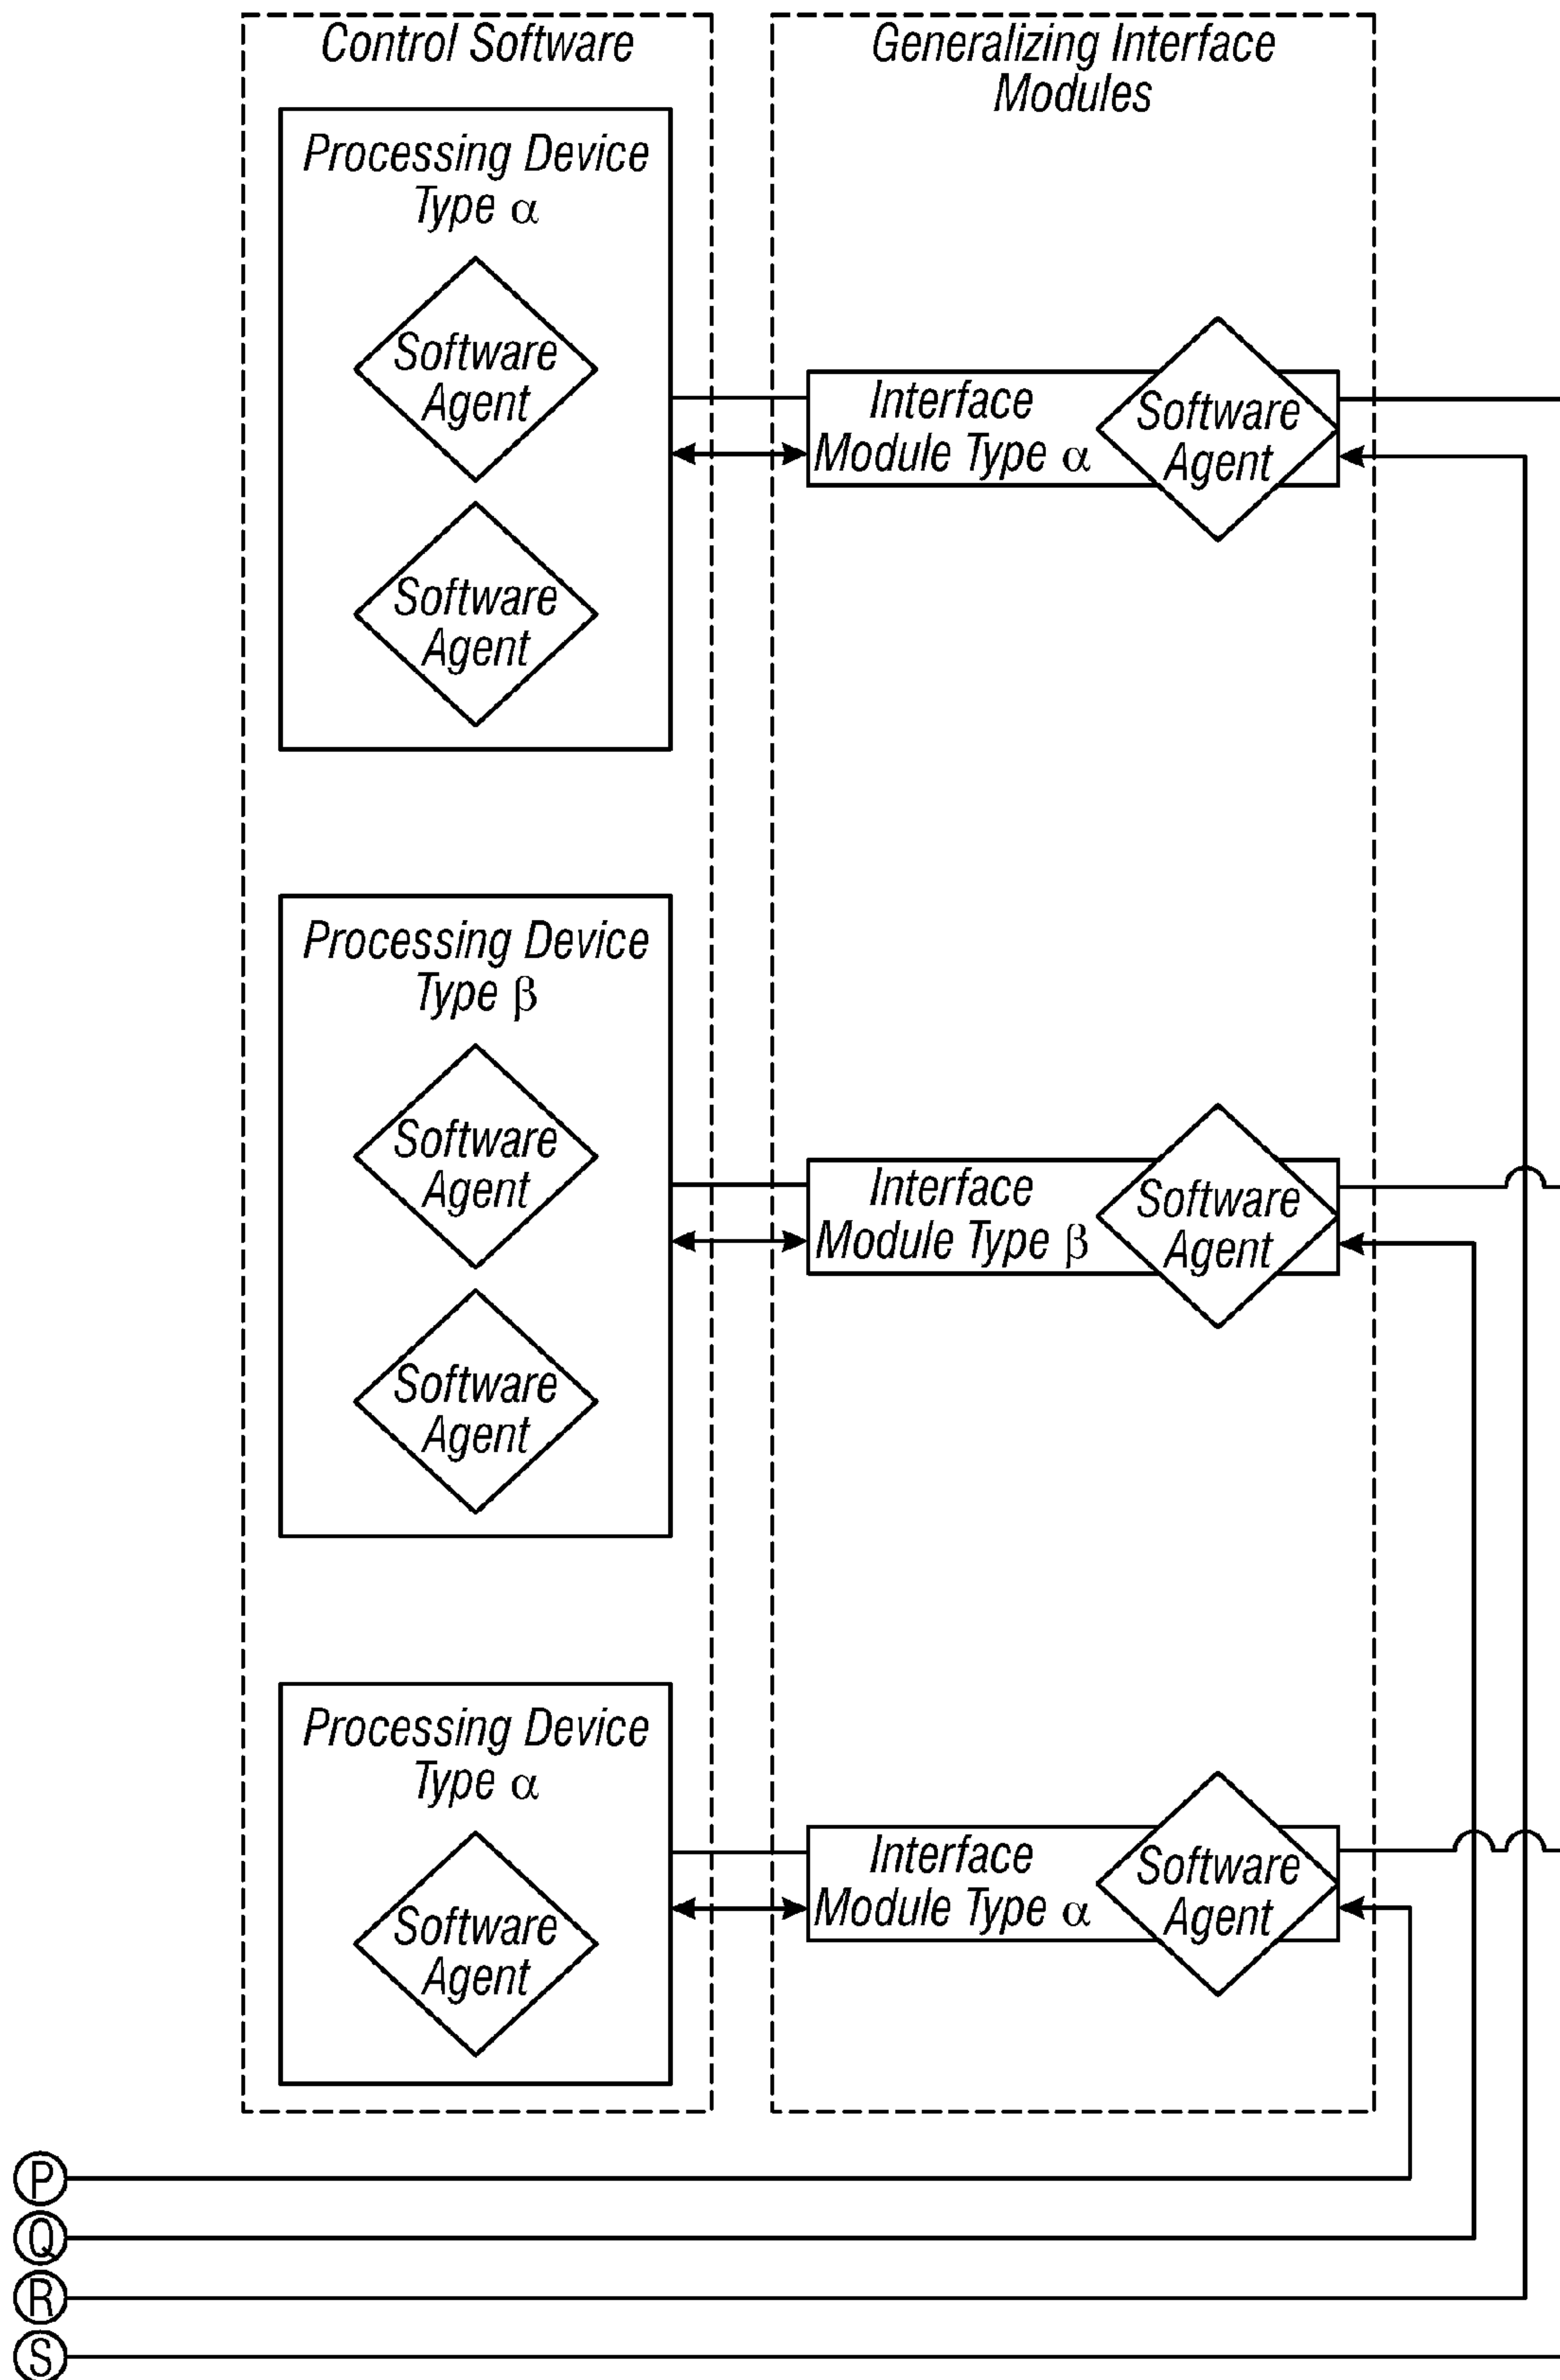 Control Software
Processing Device
Type α
Software
Agent
Software
Agent
Processing Device
Type β
Software
Agent
Software
Agent
Processing Device
Type α
Software
Agent
Generalizing Interface
Modules
Interface
Module Type α
Software
Agent
Interface
Module Type β
Software
Agent
Interface
Module Type α
Software
Agent
P
Q
R
S